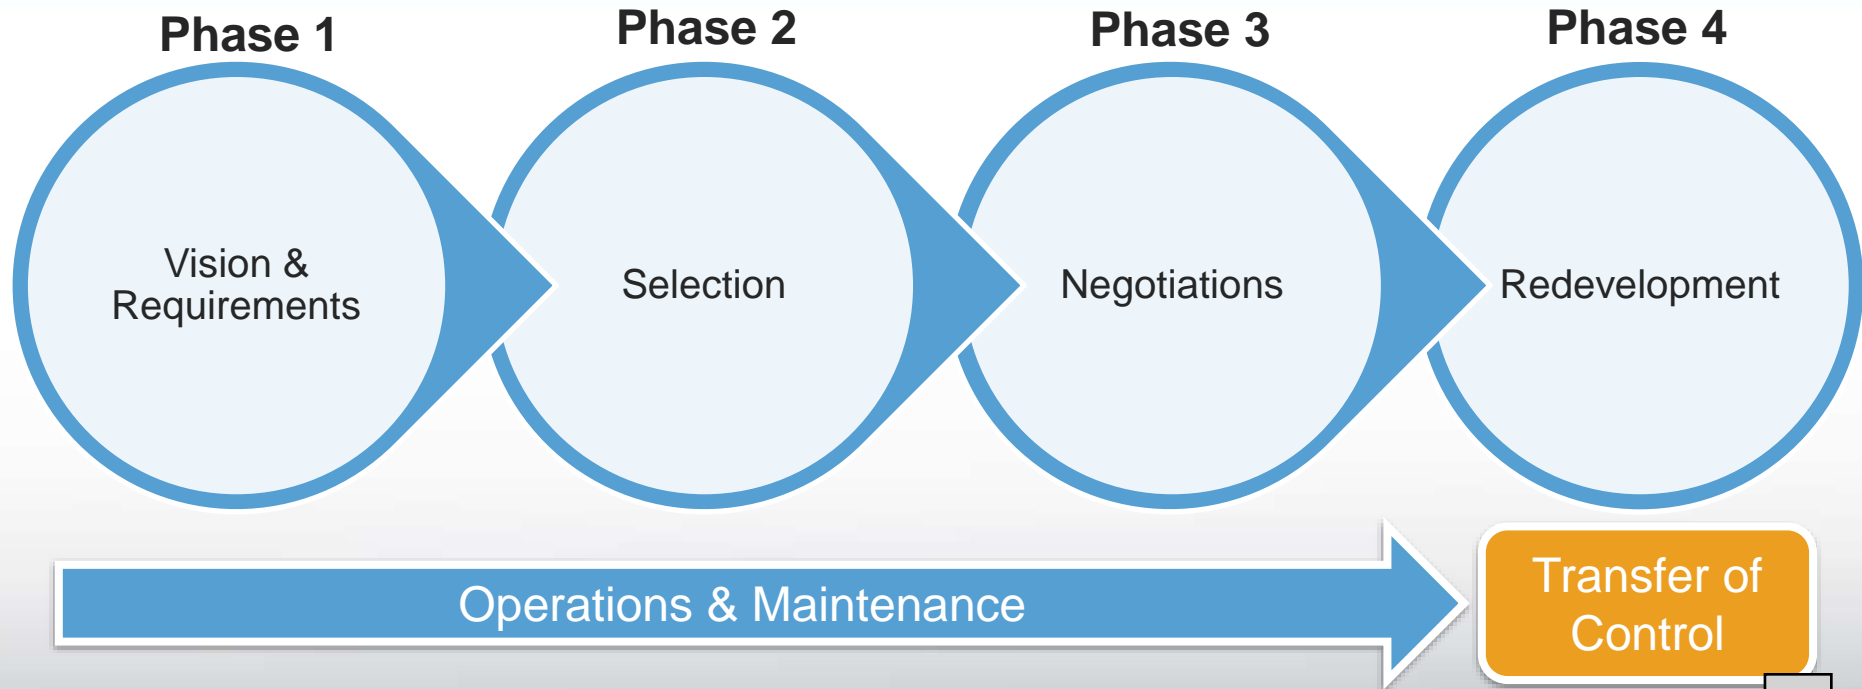 Phase 1
Phase 2
Phase 3
Phase 4
Vision &
Requirements
Selection
Negotiations
Redevelopment
Operations & Maintenance
Transfer of
Control